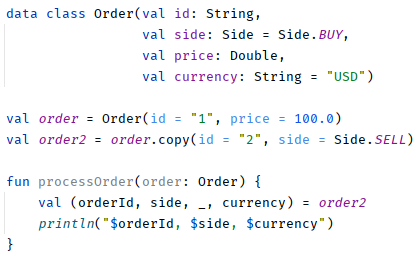 data class Order(val id: String,
                 val side: Side = Side.BUY,
                 val price: Double,
                 val currency: String = "USD")

val order = Order(id = "1", price = 100.0)
val order2 = order.copy(id = "2", side = Side.SELL)

fun processOrder(order: Order) {
    val (orderId, side, _, currency) = order2
    println("$orderId, $side, $currency")
}